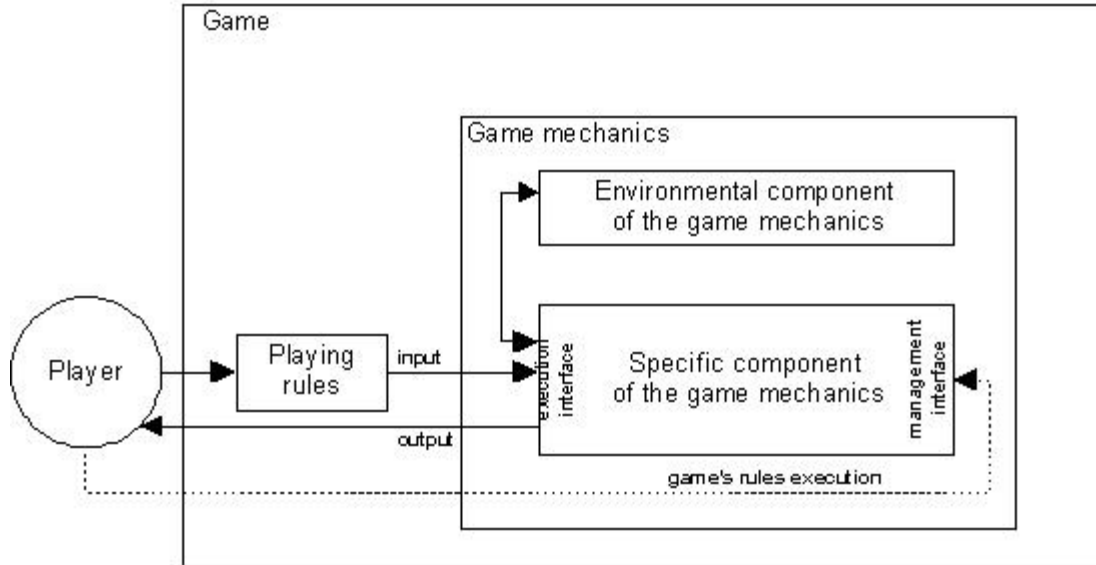 Game
Game mechanics
Environmental component
of the game mechanics
Player
Playing
rules
input
execution
interface
Specific component
of the game mechanics
management
interface
output
game's rules execution